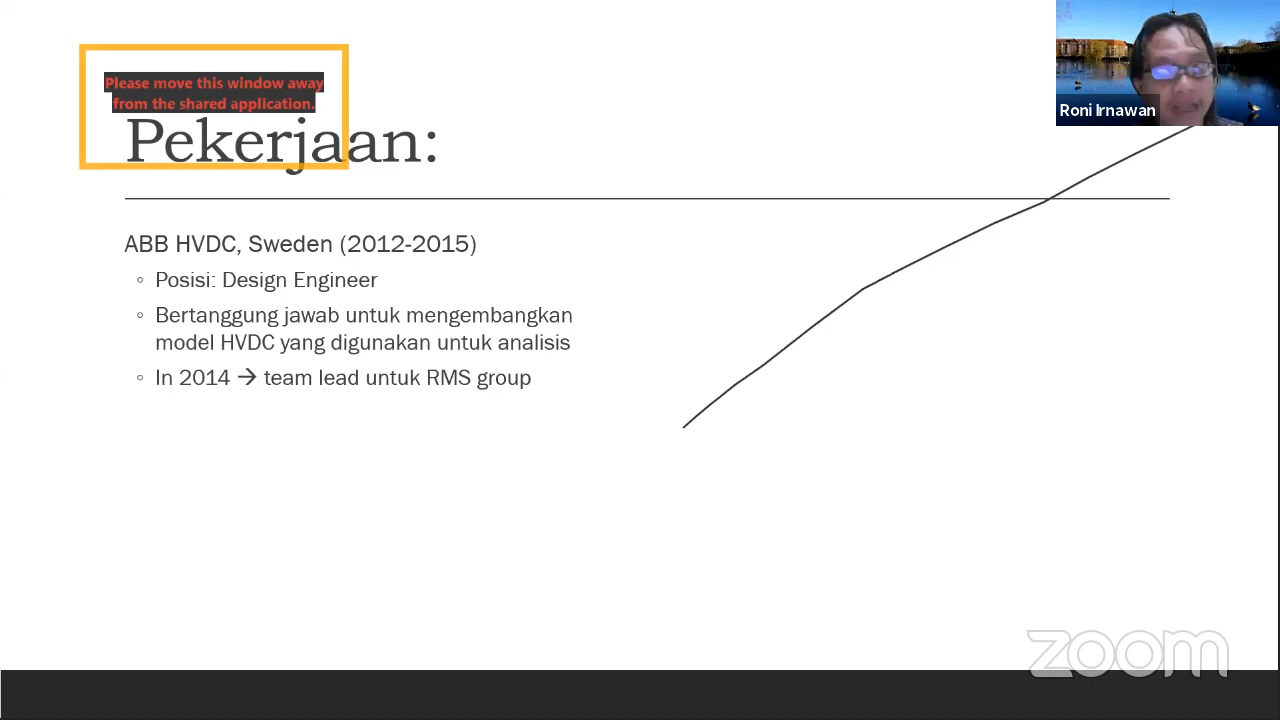 Please move this window away
from the shared application.
Roni Irnawan
Pekerjaan:
ABB HVDC, Sweden (2012-2015)
◦ Posisi: Design Engineer
◦ Bertanggung jawab untuk mengembangkan
model HVDC yang digunakan untuk analisis
◦ In 2014 → team lead untuk RMS group
zoom